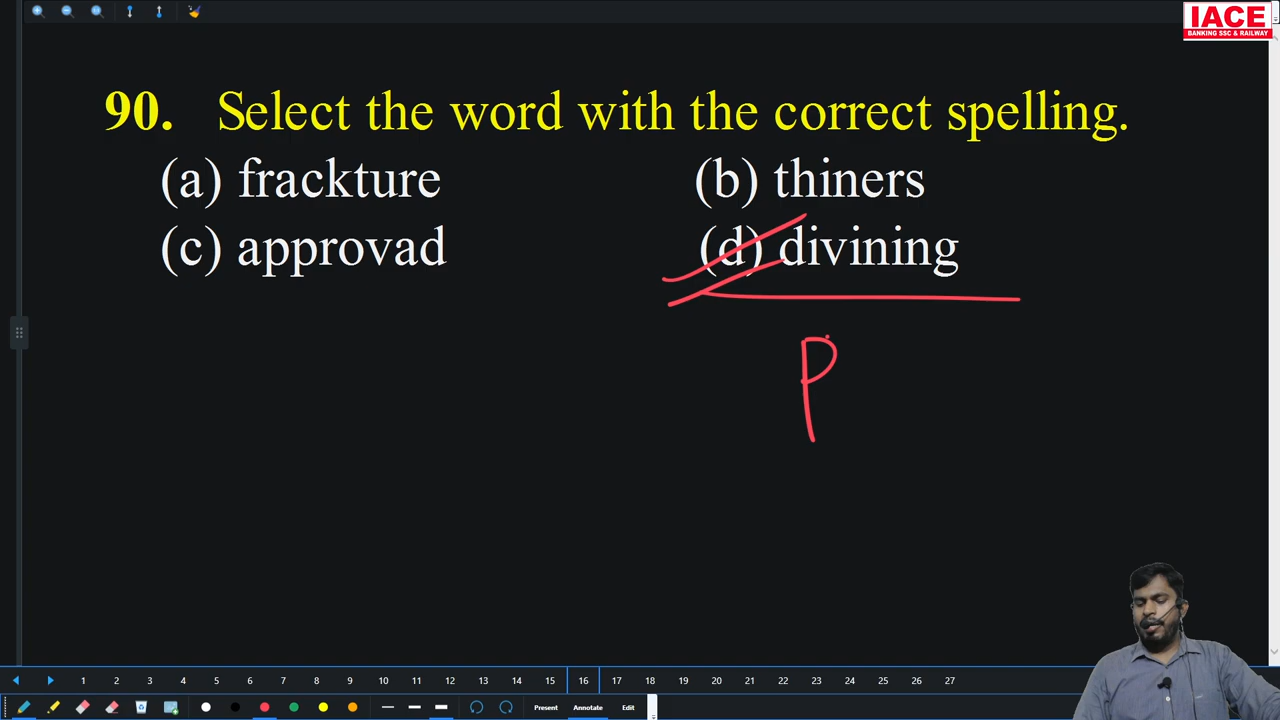 IACE
BANKING SSC & RAILWAY
90. Select the word with the correct spelling.
(a) frackture (b) thiners
(c) approvad (d) divining
P
1 2 3 4 5 6 7 8 9 10 11 12 13 14 15 16 17 18 19 20 21 22 23 24 25 26 27
Present Annotate Edit